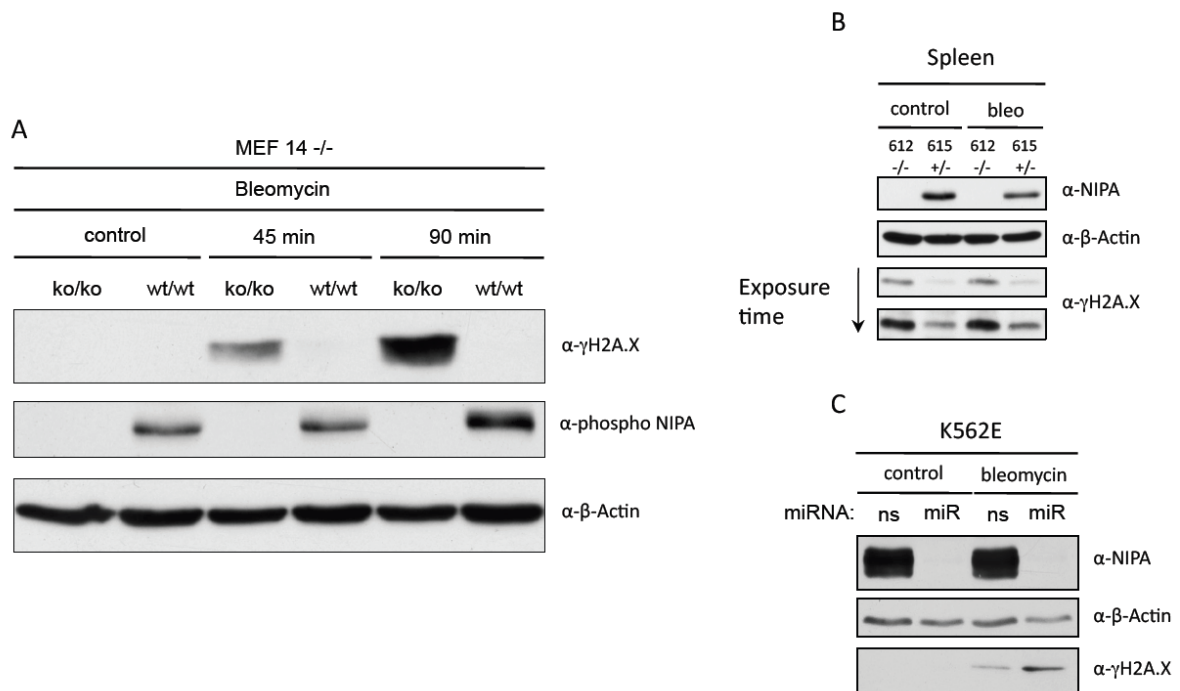 A
MEF 14 -/-
Bleomycin
control 45 min 90 min
ko/ko wt/wt ko/ko wt/wt ko/ko wt/wt
α-γH2A.X
α-phospho NIPA
α-β-Actin
B
Spleen
control bleo
612 615 612 615
-/- +/- -/- +/-
α-NIPA
α-β-Actin
Exposure
time
α-γH2A.X
C
K562E
control bleomycin
miRNA: ns miR ns miR
α-NIPA
α-β-Actin
α-γH2A.X